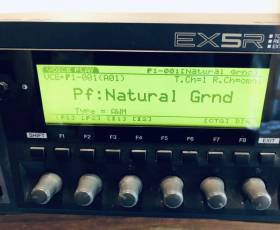 EX5R
VOICE PLAY P1-001[Natural Grnd]
VCE=P1-001(A01) T.Ch=1 R.Ch=omni
Pf:Natural Grnd
Type = AWM
SHIFT F1 F2 F3 F4 F5 F6 F7 F8 EXIT